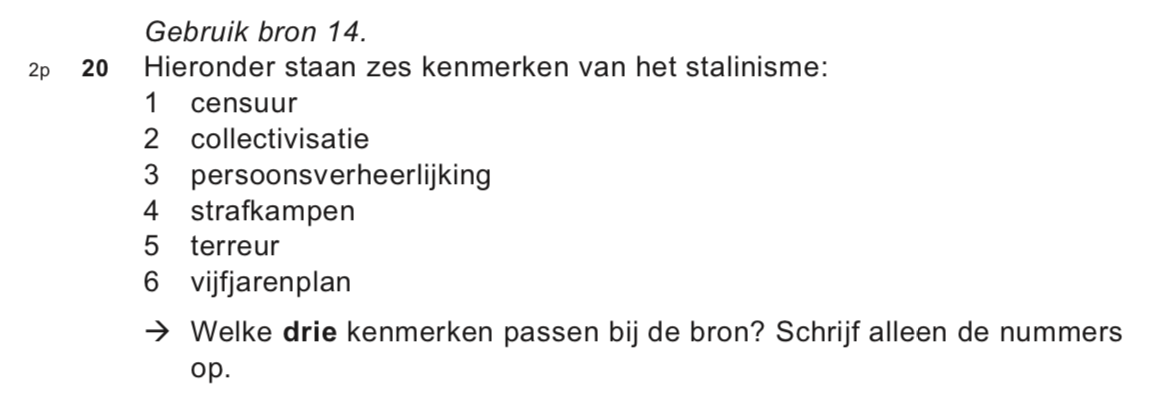 Gebruik bron 14.
2p 20 Hieronder staan zes kenmerken van het stalinisme:
1 censuur
2 collectivisatie
3 persoonsverheerlijking
4 strafkampen
5 terreur
6 vijfjarenplan
→ Welke drie kenmerken passen bij de bron? Schrijf alleen de nummers
op.